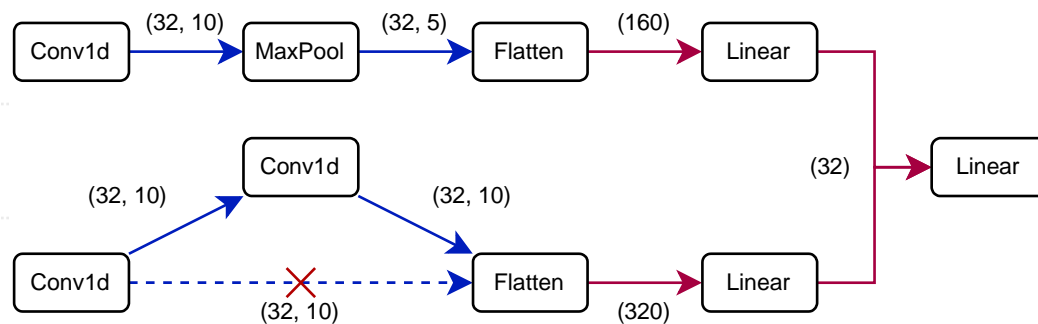 (32, 10)
(32, 5)
(160)
Conv1d
MaxPool
Flatten
Linear
Conv1d
(32, 10)
(32, 10)
(32)
Linear
Conv1d
Flatten
Linear
(32, 10)
(320)